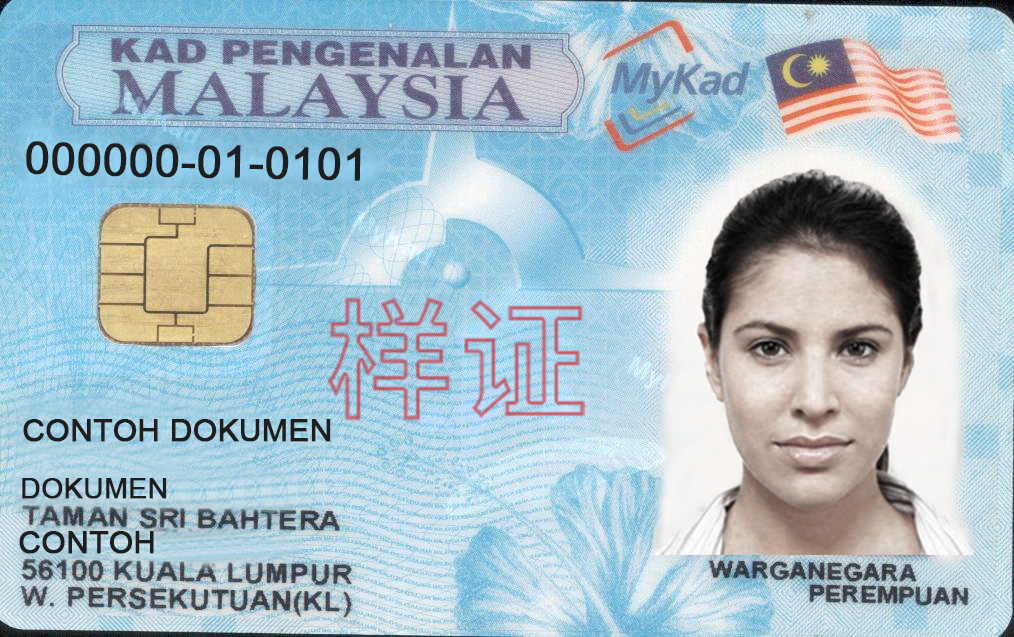 KAD PENGENALAN
MALAYSIA
MyKad
000000-01-0101
样证
CONTOH DOKUMEN
DOKUMEN
TAMAN SRI BAHTERA
CONTOH
56100 KUALA LUMPUR
W. PERSEKUTUAN(KL)
WARGANEGARA
PEREMPUAN